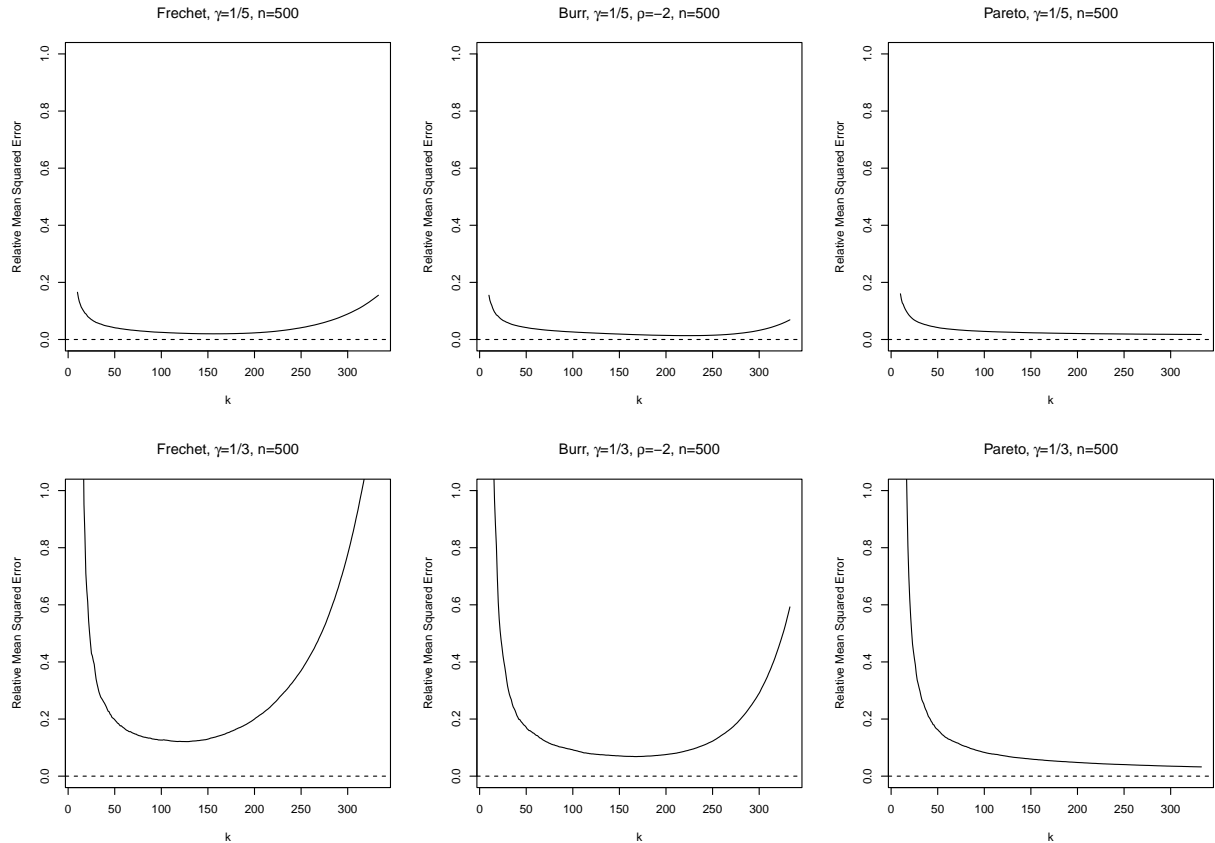 Frechet, γ=1/5, n=500
Relative Mean Squared Error
0.0 0.2 0.4 0.6 0.8 1.0
0 50 100 150 200 250 300
k
Burr, γ=1/5, ρ=−2, n=500
Relative Mean Squared Error
0.0 0.2 0.4 0.6 0.8 1.0
0 50 100 150 200 250 300
k
Pareto, γ=1/5, n=500
Relative Mean Squared Error
0.0 0.2 0.4 0.6 0.8 1.0
0 50 100 150 200 250 300
k
Frechet, γ=1/3, n=500
Relative Mean Squared Error
0.0 0.2 0.4 0.6 0.8 1.0
0 50 100 150 200 250 300
k
Burr, γ=1/3, ρ=−2, n=500
Relative Mean Squared Error
0.0 0.2 0.4 0.6 0.8 1.0
0 50 100 150 200 250 300
k
Pareto, γ=1/3, n=500
Relative Mean Squared Error
0.0 0.2 0.4 0.6 0.8 1.0
0 50 100 150 200 250 300
k